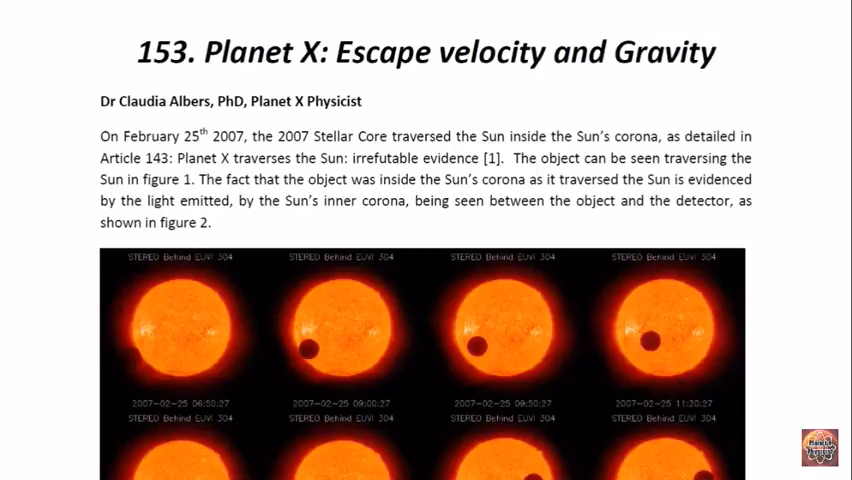 153. Planet X: Escape velocity and Gravity
Dr Claudia Albers, PhD, Planet X Physicist
On February 25th 2007, the 2007 Stellar Core traversed the Sun inside the Sun's corona, as detailed in
Article 143: Planet X traverses the Sun: irrefutable evidence [1]. The object can be seen traversing the
Sun in figure 1. The fact that the object was inside the Sun's corona as it traversed the Sun is evidenced
by the light emitted, by the Sun's inner corona, being seen between the object and the detector, as
shown in figure 2.
STEREO Behind EUVI 304 STEREO Behind EUVI 304 STEREO Behind EUVI 304 STEREO Behind EUVI 304
2007-02-25 06:50:27 2007-02-25 09:00:27 2007-02-25 09:50:27 2007-02-25 11:20:27
STEREO Behind EUVI 304 STEREO Behind EUVI 304 STEREO Behind EUVI 304 STEREO Behind EUVI 304